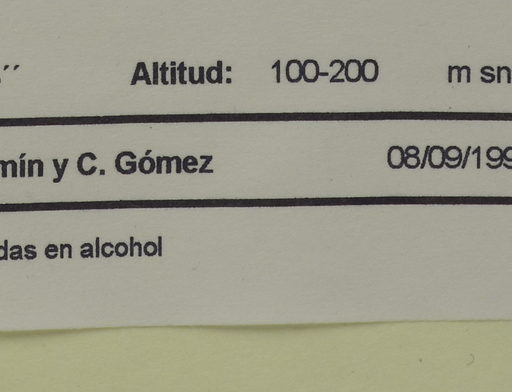 Altitud: 100-200 m sn
mín y C. Gómez 08/09/199
das en alcohol